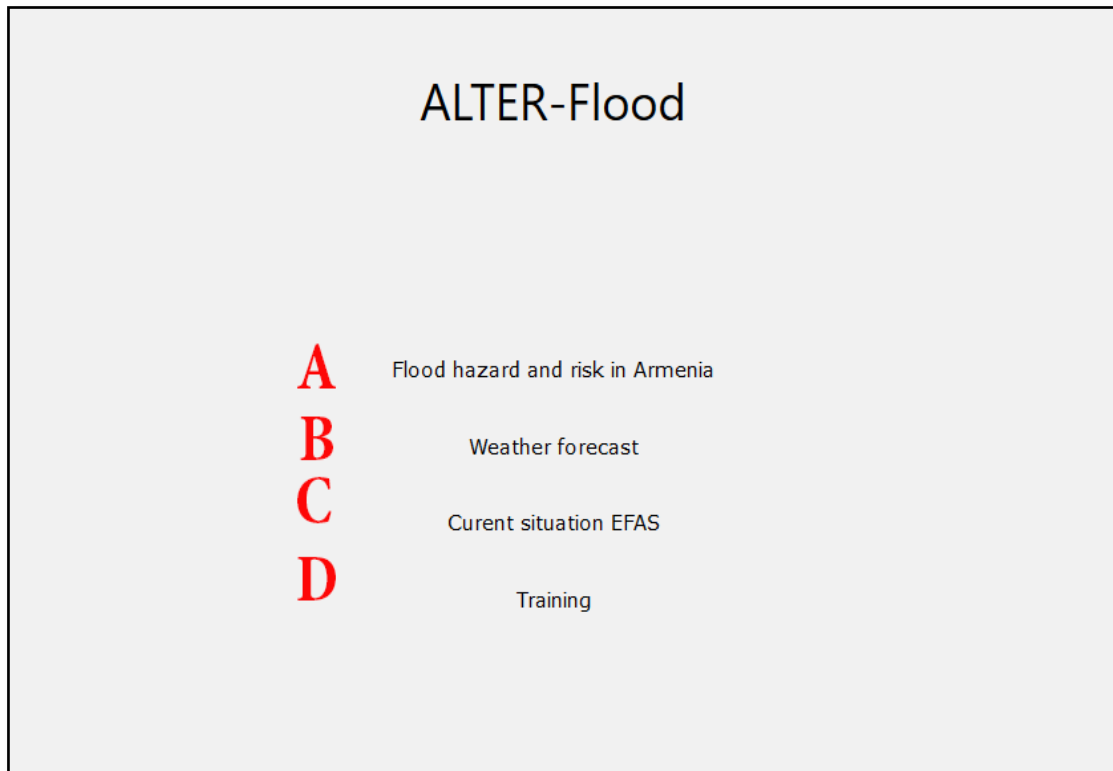 ALTER-Flood
A Flood hazard and risk in Armenia
B Weather forecast
C Curent situation EFAS
D Training